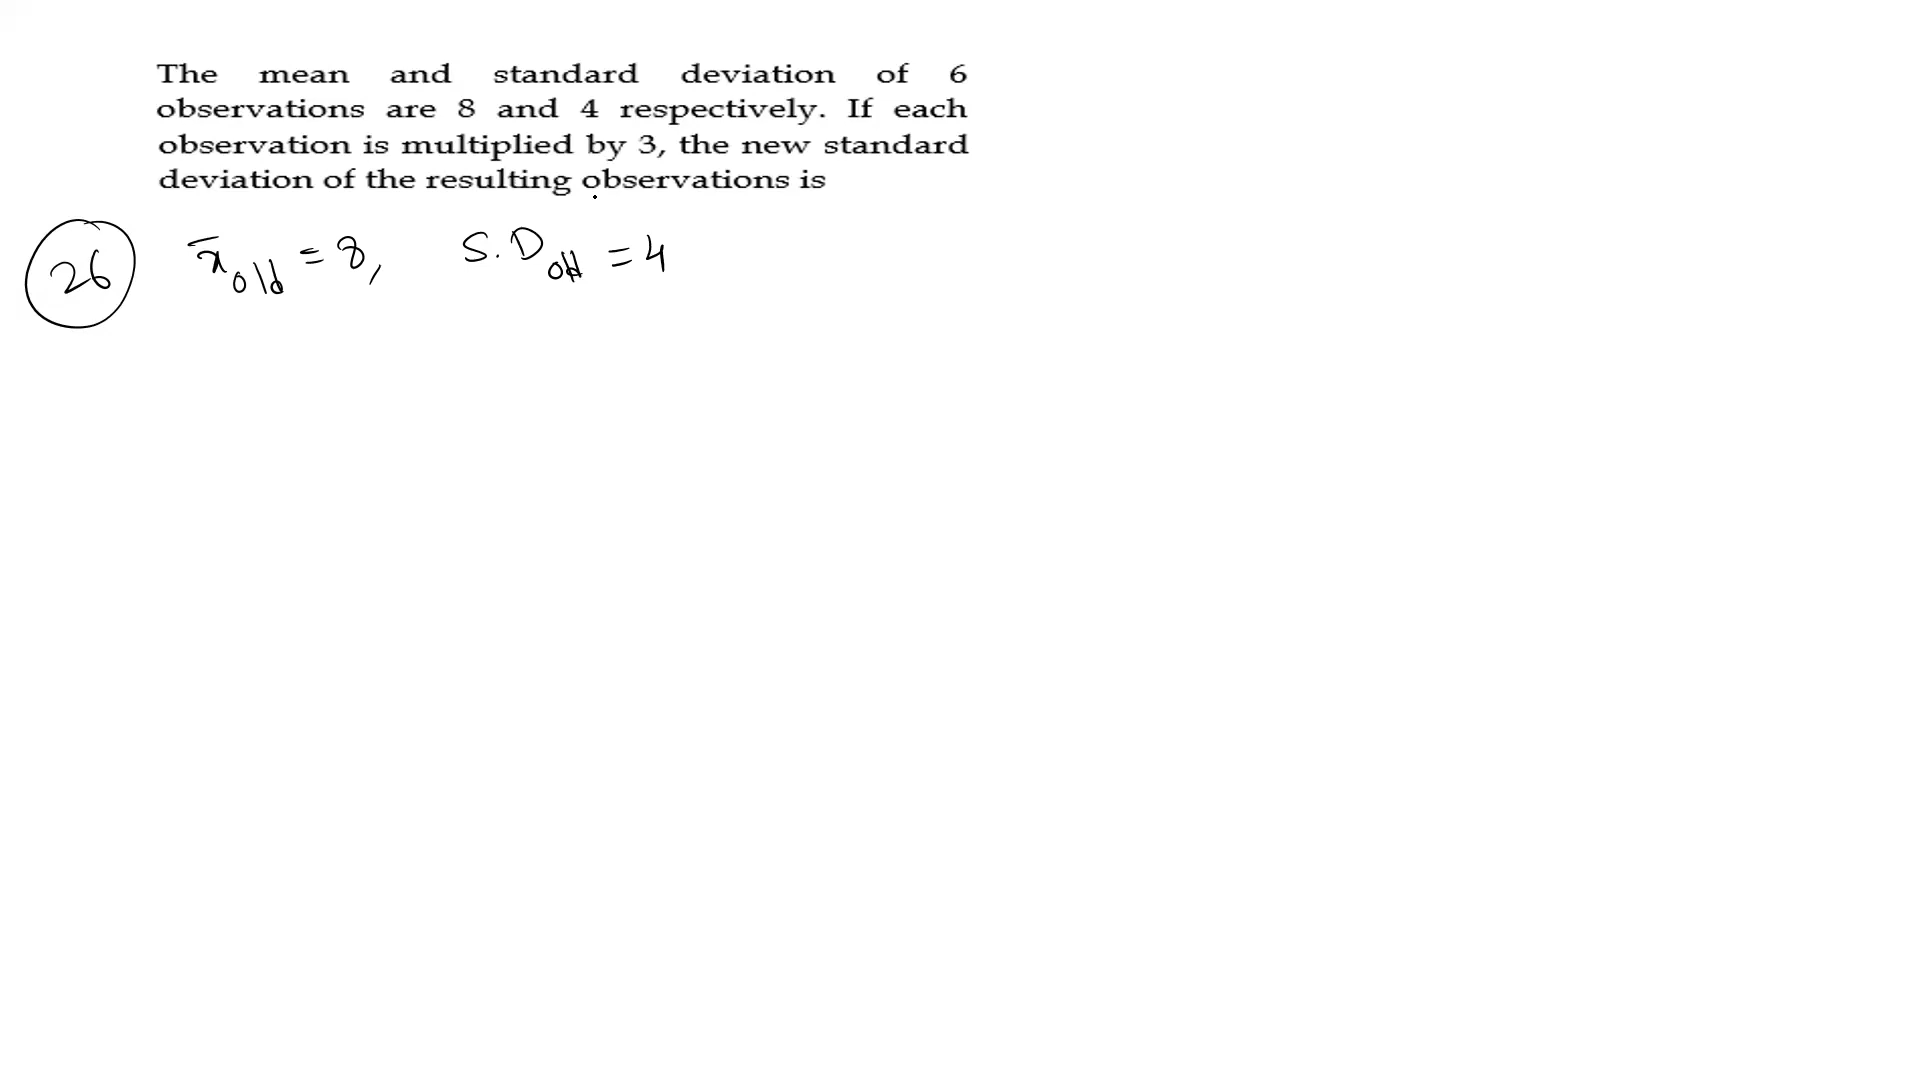 The mean and standard deviation of 6
observations are 8 and 4 respectively. If each
observation is multiplied by 3, the new standard
deviation of the resulting observations is
26 x̄ old = 8, S.D old = 4